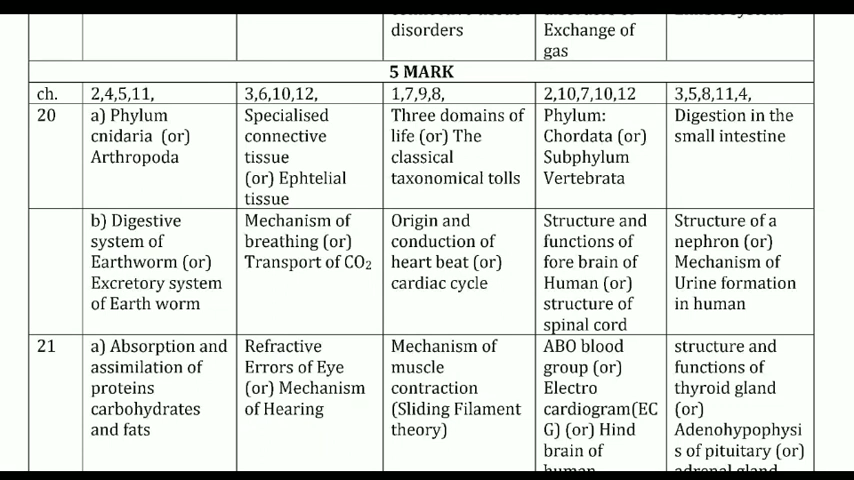 connective tissue
disorders
disorders of
Exchange of
gas
5 MARK
ch.
2,4,5,11,
3,6,10,12,
1,7,9,8,
2,10,7,10,12
3,5,8,11,4,
20
a) Phylum
cnidaria (or)
Arthropoda
Specialised
connective
tissue
(or) Ephtelial
tissue
Three domains of
life (or) The
classical
taxonomical tolls
Phylum:
Chordata (or)
Subphylum
Vertebrata
Digestion in the
small intestine
b) Digestive
system of
Earthworm (or)
Excretory system
of Earth worm
Mechanism of
breathing (or)
Transport of CO₂
Origin and
conduction of
heart beat (or)
cardiac cycle
Structure and
functions of
fore brain of
Human (or)
structure of
spinal cord
Structure of a
nephron (or)
Mechanism of
Urine formation
in human
21
a) Absorption and
assimilation of
proteins
carbohydrates
and fats
Refractive
Errors of Eye
(or) Mechanism
of Hearing
Mechanism of
muscle
contraction
(Sliding Filament
theory)
ABO blood
group (or)
Electro
cardiogram(EC
G) (or) Hind
brain of
human
structure and
functions of
thyroid gland
(or)
Adenohypophysi
s of pituitary (or)
adrenal gland